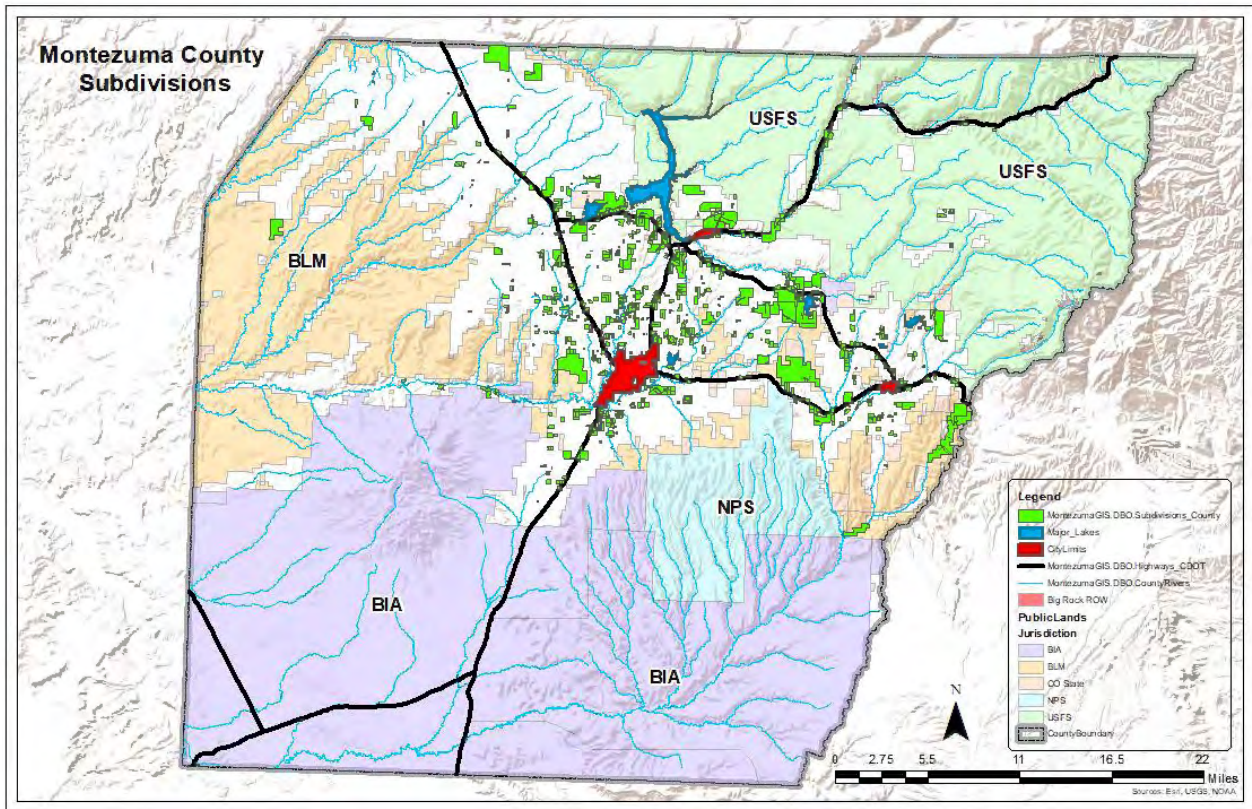 Montezuma County
Subdivisions
USFS
USFS
BLM
NPS
BIA
BIA
Legend
MontezumaGIS.DBO.Subdivisions_County
Major_Lakes
CityLimits
MontezumaGIS.DBO.Highways_CDOT
MontezumaGIS.DBO.CountyRivers
Big Rock ROW
PublicLands
Jurisdiction
BIA
BLM
CO State
NPS
USFS
CountyBoundary
N
0 2.75 5.5 11 16.5 22
Miles
Sources: Esri, USGS, NOAA